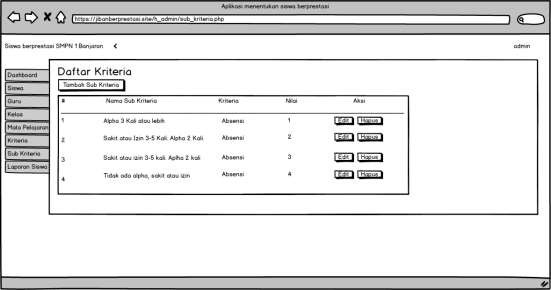 Aplikasi menentukan siswa berprestasi
https://jibanberprestasi.site/h_admin/sub_kriteria.php
Siswa berprestasi SMPN 1 Banjaran <
admin
Dashboard
Siswa
Guru
Kelas
Mata Pelajaran
Kriteria
Sub Kriteria
Laporan Siswa
Daftar Kriteria
Tambah Sub Kriteria
# Nama Sub Kriteria Kriteria Nilai Aksi
1 Alpha 3 Kali atau lebih Absensi 1 Edit Hapus
2 Sakit atau Izin 3-5 Kali. Alpha 2 Kali Absensi 2 Edit Hapus
3 Sakit atau izin 3-5 kali. Aplha 2 kali Absensi 3 Edit Hapus
4 Tidak ada alpha, sakit atau izin Absensi 4 Edit Hapus